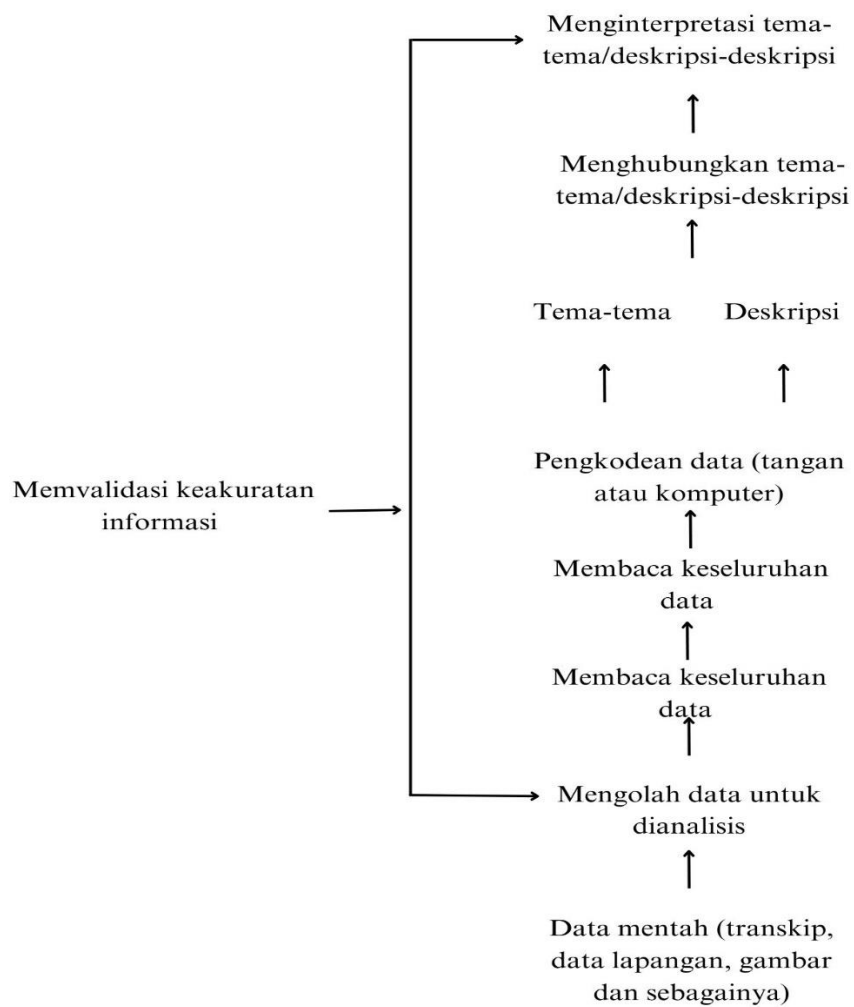 Menginterpretasi tema-
tema/deskripsi-deskripsi
Menghubungkan tema-
tema/deskripsi-deskripsi
Tema-tema
Deskripsi
Pengkodean data (tangan
atau komputer)
Memvalidasi keakuratan
informasi
Membaca keseluruhan
data
Membaca keseluruhan
data
Mengolah data untuk
dianalisis
Data mentah (transkip,
data lapangan, gambar
dan sebagainya)